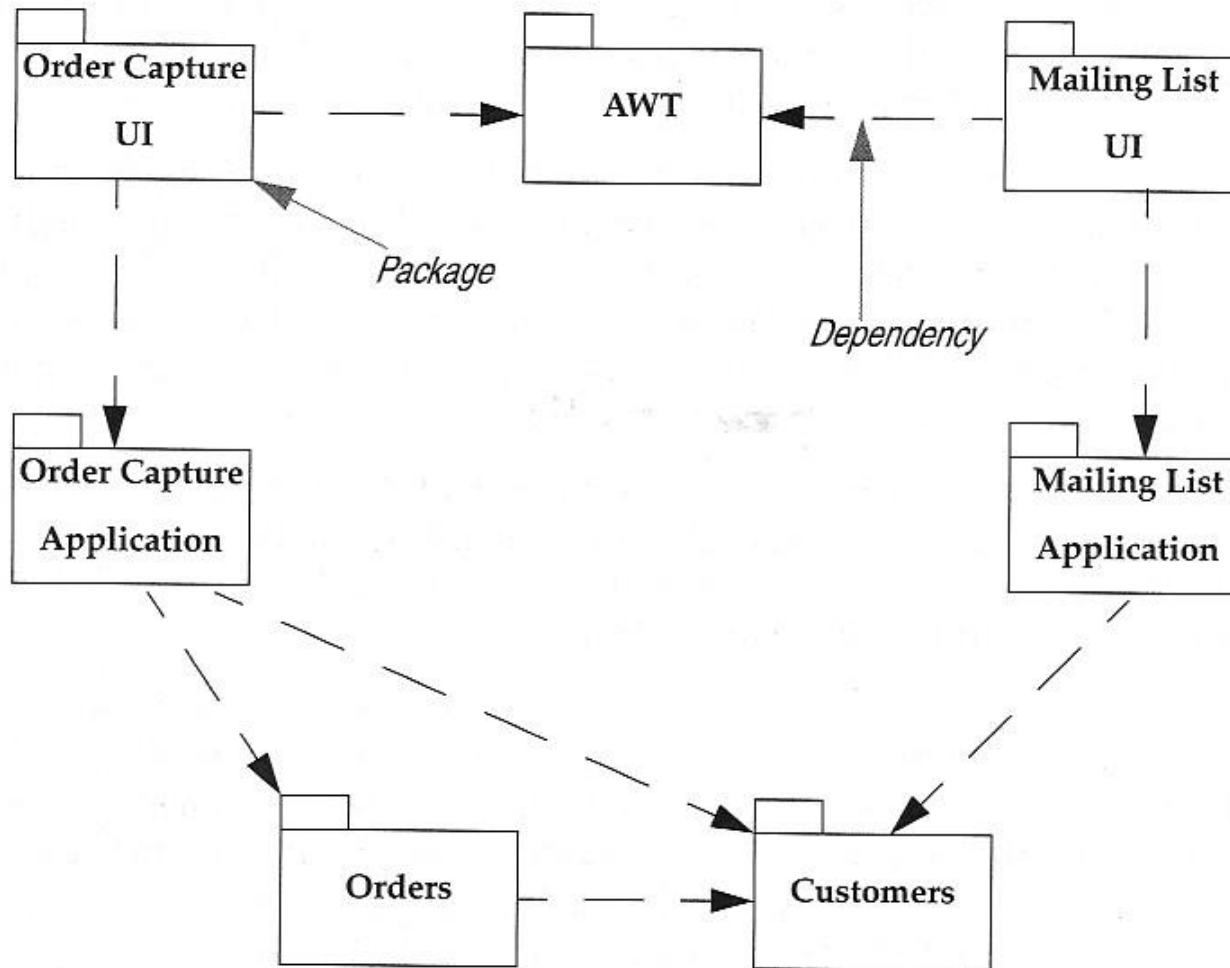 Order Capture
UI
AWT
Mailing List
UI
Package
Dependency
Order Capture
Application
Mailing List
Application
Orders
Customers